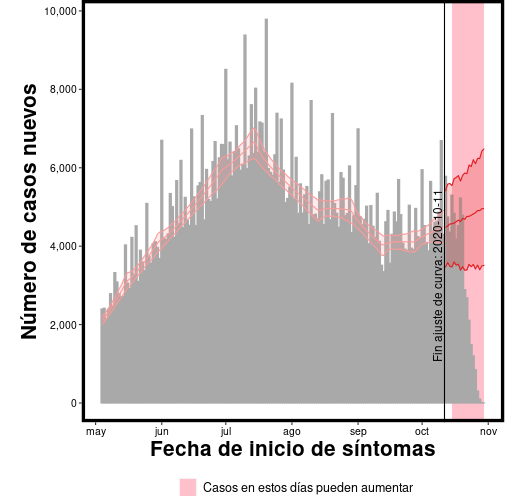 10,000
8,000
6,000
4,000
2,000
0
Número de casos nuevos
Fin ajuste de curva: 2020-10-11
may jun jul ago sep oct nov
Fecha de inicio de síntomas
Casos en estos días pueden aumentar